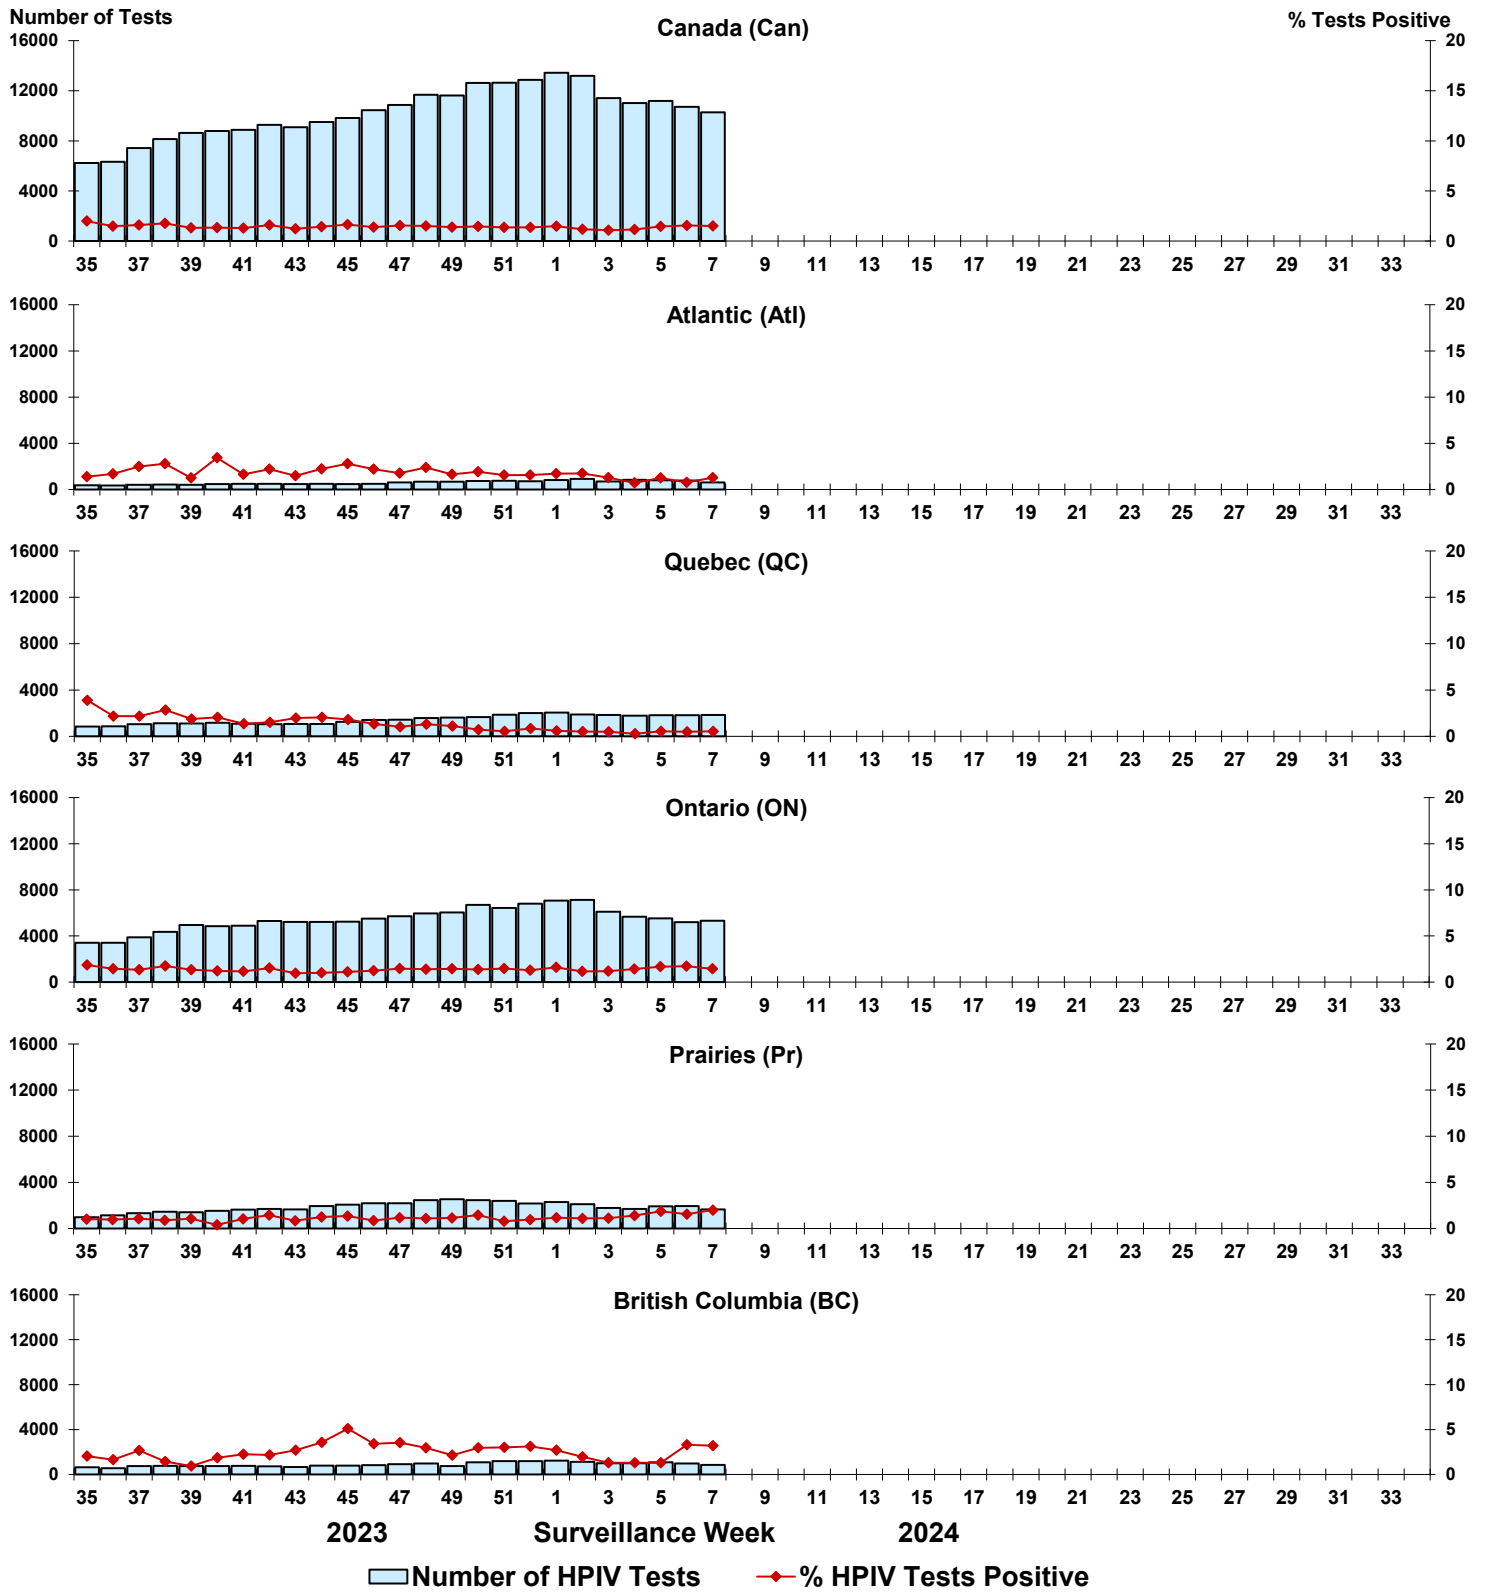 Number of Tests Canada (Can) % Tests Positive
16000 20
12000 15
8000 10
4000 5
0 0
35 37 39 41 43 45 47 49 51 1 3 5 7 9 11 13 15 17 19 21 23 25 27 29 31 33
Atlantic (Atl)
16000 20
12000 15
8000 10
4000 5
0 0
35 37 39 41 43 45 47 49 51 1 3 5 7 9 11 13 15 17 19 21 23 25 27 29 31 33
Quebec (QC)
16000 20
12000 15
8000 10
4000 5
0 0
35 37 39 41 43 45 47 49 51 1 3 5 7 9 11 13 15 17 19 21 23 25 27 29 31 33
Ontario (ON)
16000 20
12000 15
8000 10
4000 5
0 0
35 37 39 41 43 45 47 49 51 1 3 5 7 9 11 13 15 17 19 21 23 25 27 29 31 33
Prairies (Pr)
16000 20
12000 15
8000 10
4000 5
0 0
35 37 39 41 43 45 47 49 51 1 3 5 7 9 11 13 15 17 19 21 23 25 27 29 31 33
British Columbia (BC)
16000 20
12000 15
8000 10
4000 5
0 0
35 37 39 41 43 45 47 49 51 1 3 5 7 9 11 13 15 17 19 21 23 25 27 29 31 33
2023 Surveillance Week 2024
Number of HPIV Tests % HPIV Tests Positive